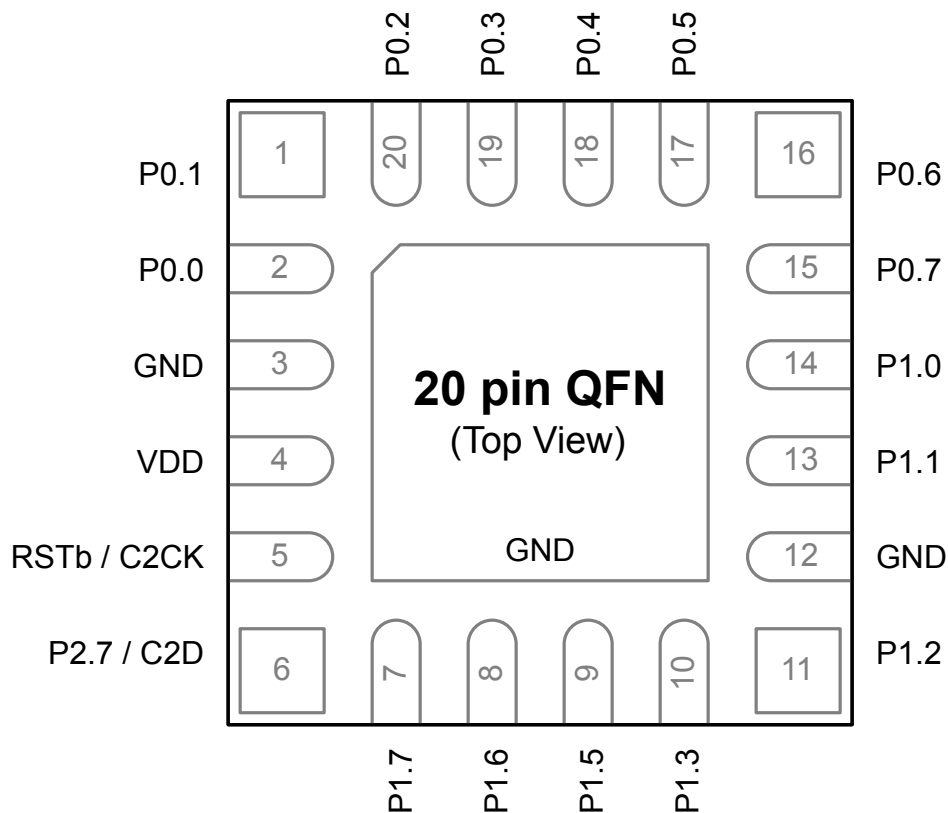 P0.2
P0.3
P0.4
P0.5
1
20
19
18
17
16
P0.1
P0.6
P0.0
2
15
P0.7
GND
3
14
P1.0
20 pin QFN
(Top View)
VDD
4
13
P1.1
RSTb / C2CK
5
GND
12
GND
P2.7 / C2D
6
7
8
9
10
11
P1.2
P1.7
P1.6
P1.5
P1.3